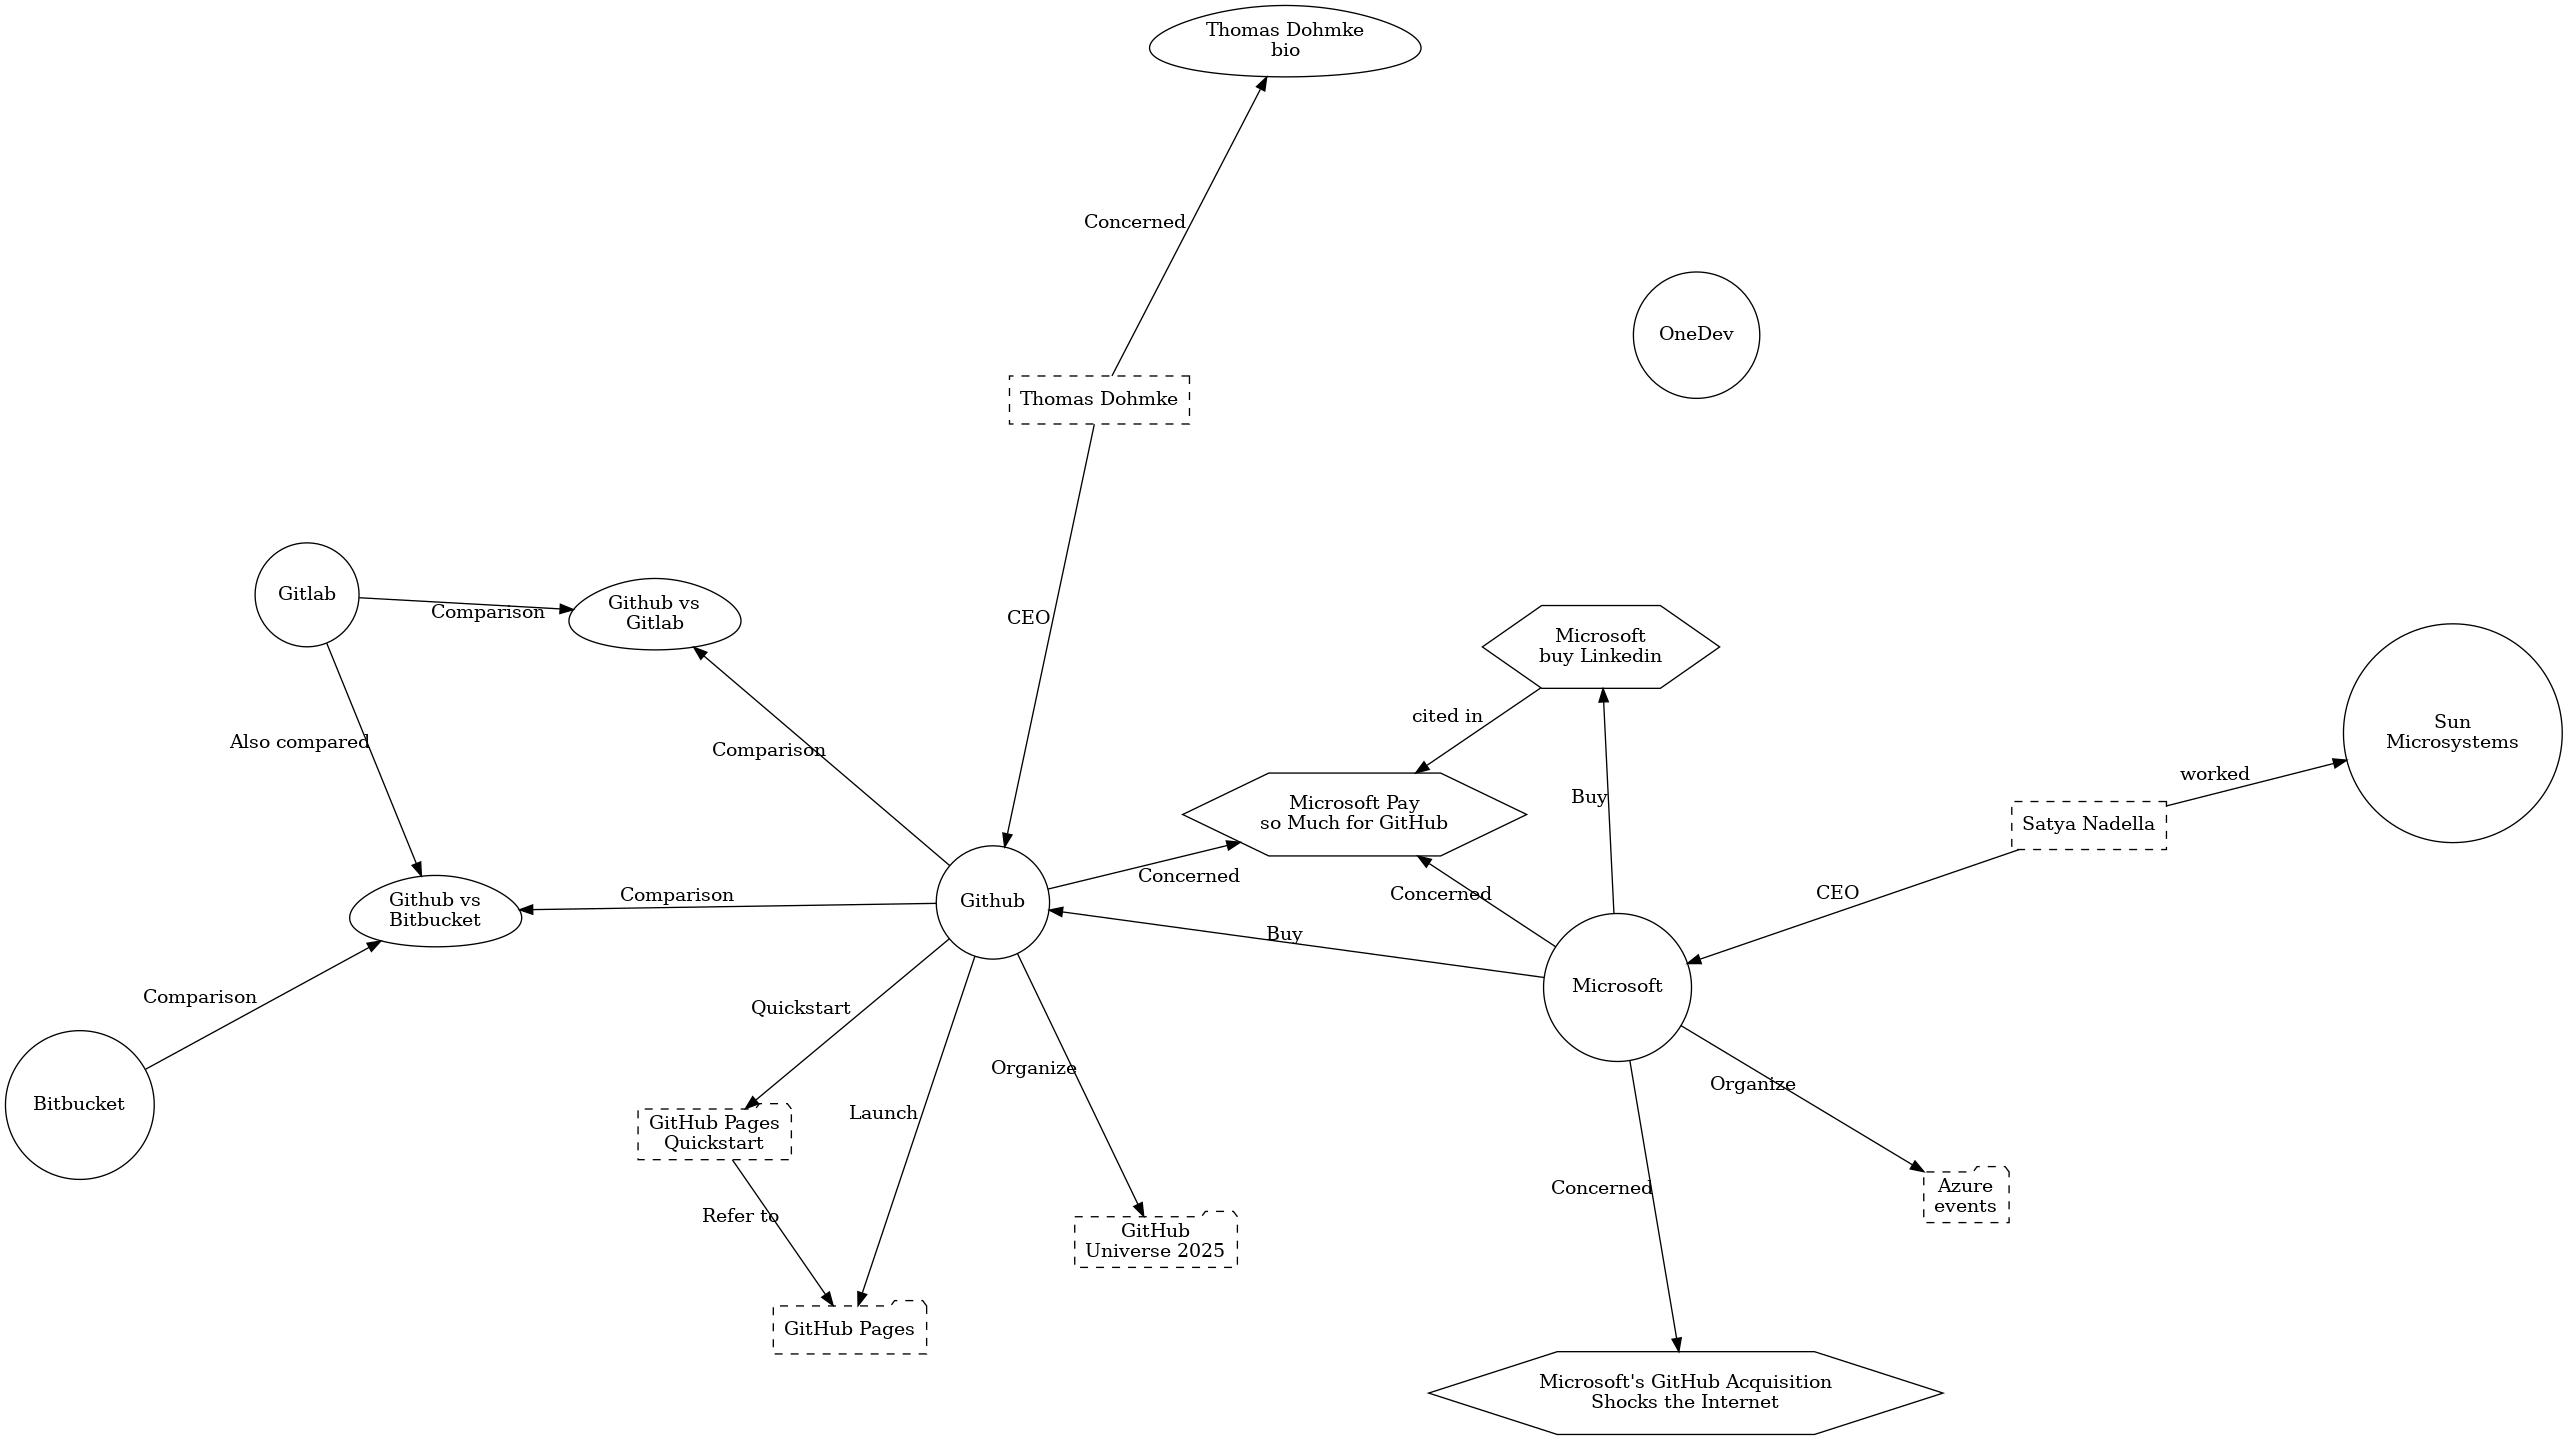 Thomas Dohmke
bio
Concerned
OneDev
Thomas Dohmke
Gitlab
Comparison
Github vs
Gitlab
CEO
Microsoft
buy Linkedin
Also compared
Comparison
cited in
Buy
Sun
Microsystems
worked
Microsoft Pay
so Much for GitHub
Satya Nadella
Github vs
Bitbucket
Comparison
Github
Concerned
Concerned
CEO
Buy
Comparison
Microsoft
Quickstart
Organize
Organize
Bitbucket
Launch
GitHub Pages
Quickstart
Concerned
Azure
events
Refer to
GitHub
Universe 2025
GitHub Pages
Microsoft's GitHub Acquisition
Shocks the Internet